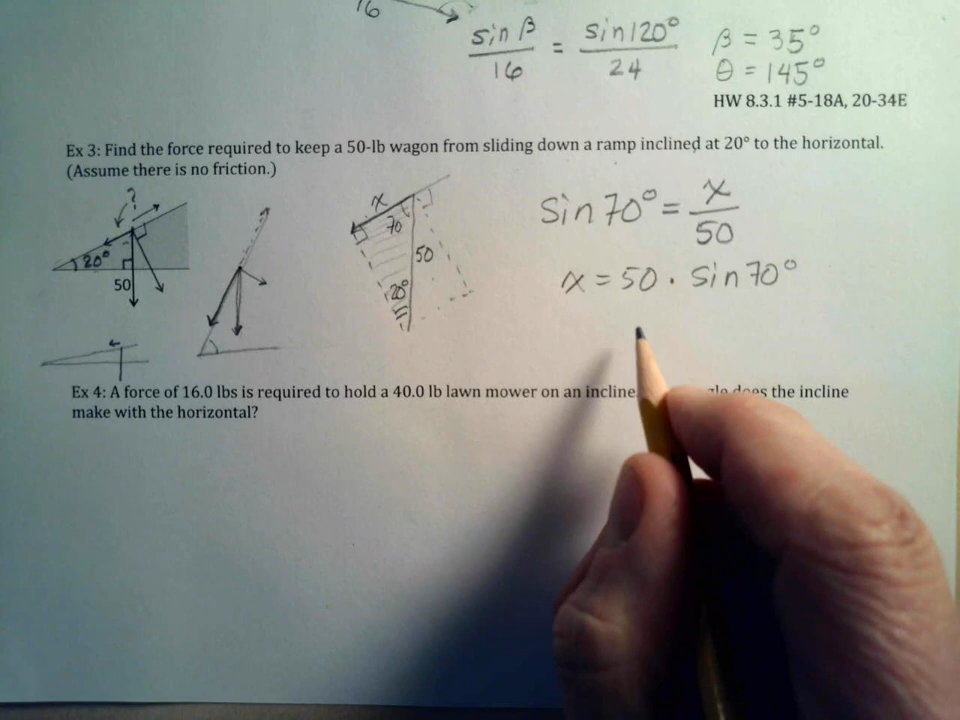 16
sin β / 16 = sin 120° / 24
β = 35°
θ = 145°
HW 8.3.1 #5-18A, 20-34E
Ex 3: Find the force required to keep a 50-lb wagon from sliding down a ramp inclined at 20° to the horizontal.
(Assume there is no friction.)
?
20°
50
x
70
50
20°
sin 70° = x / 50
x = 50 · sin 70°
Ex 4: A force of 16.0 lbs is required to hold a 40.0 lb lawn mower on an incline. does the incline
make with the horizontal?